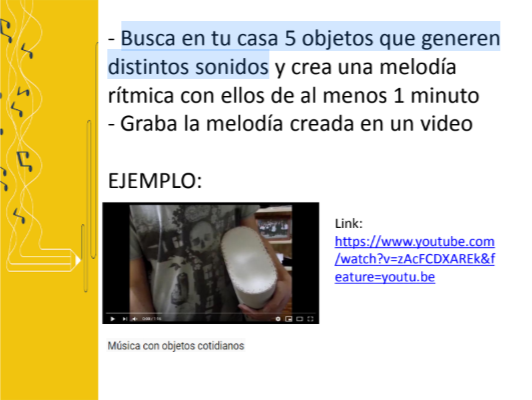 - Busca en tu casa 5 objetos que generen
distintos sonidos y crea una melodía
rítmica con ellos de al menos 1 minuto
- Graba la melodía creada en un video
EJEMPLO:
Link:
https://www.youtube.com
/watch?v=zAcFCDXAREk&f
eature=youtu.be
Música con objetos cotidianos